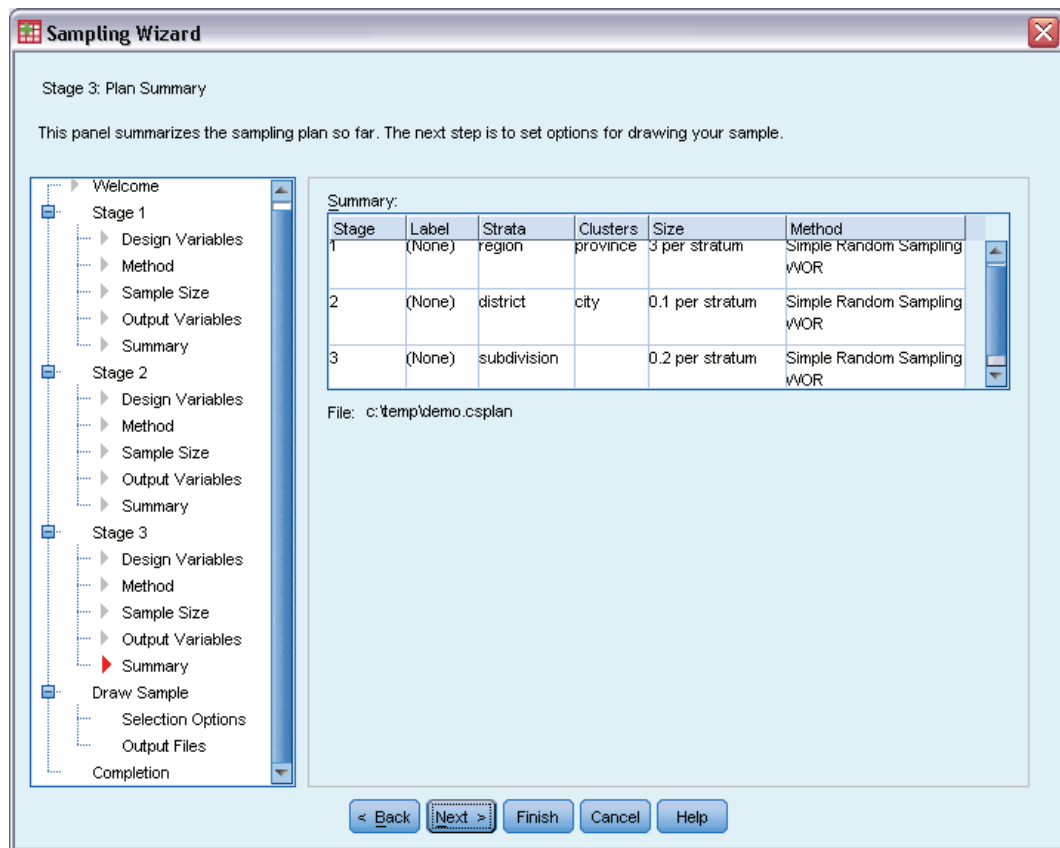 Sampling Wizard
Stage 3: Plan Summary
This panel summarizes the sampling plan so far. The next step is to set options for drawing your sample.
Welcome
Stage 1
Design Variables
Method
Sample Size
Output Variables
Summary
Stage 2
Design Variables
Method
Sample Size
Output Variables
Summary
Stage 3
Design Variables
Method
Sample Size
Output Variables
Summary
Draw Sample
Selection Options
Output Files
Completion
Summary:
Stage Label Strata Clusters Size Method
1 (None) region province 3 per stratum Simple Random Sampling
WOR
2 (None) district city 0.1 per stratum Simple Random Sampling
WOR
3 (None) subdivision 0.2 per stratum Simple Random Sampling
WOR
File: c:\temp\demo.csplan
< Back Next > Finish Cancel Help